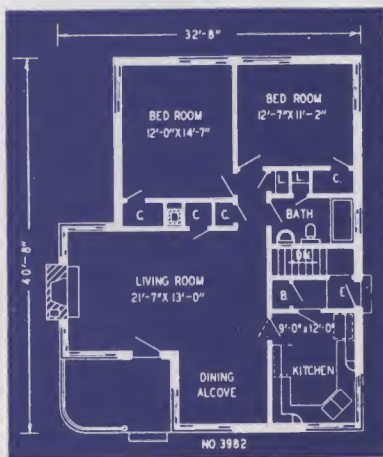 32'-8"
40'-8"
BED ROOM
12'-0"X14'-7"
BED ROOM
12'-7"X11'-2"
L.
L.
C.
C.
C.
C.
BATH
DN.
LIVING ROOM
21'-7"X13'-0"
B.
E.
9'-0"x12'-0"
KITCHEN
DINING
ALCOVE
NO.3982